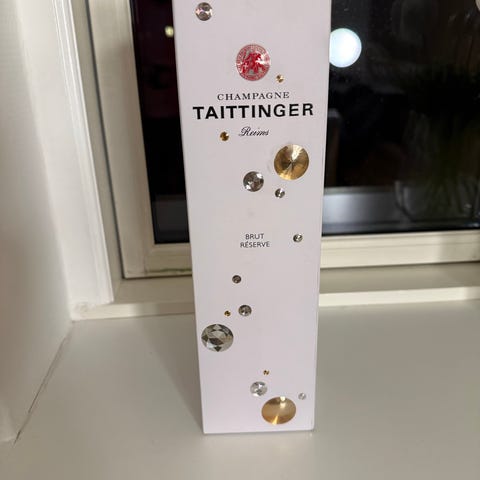 CHAMPAGNE
TAITTINGER
Reims
BRUT
RÉSERVE